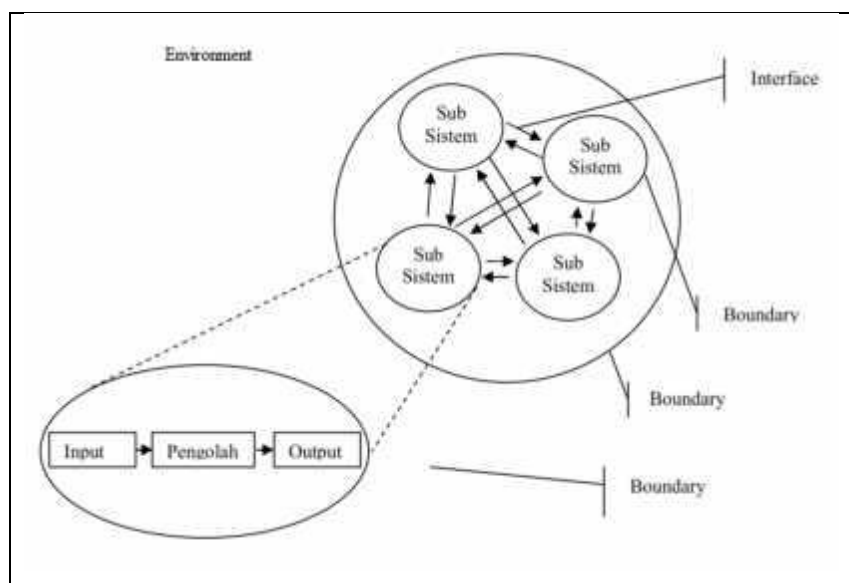 Environment
Interface
Sub
Sistem
Sub
Sistem
Sub
Sistem
Sub
Sistem
Boundary
Boundary
Input
Pengolah
Output
Boundary